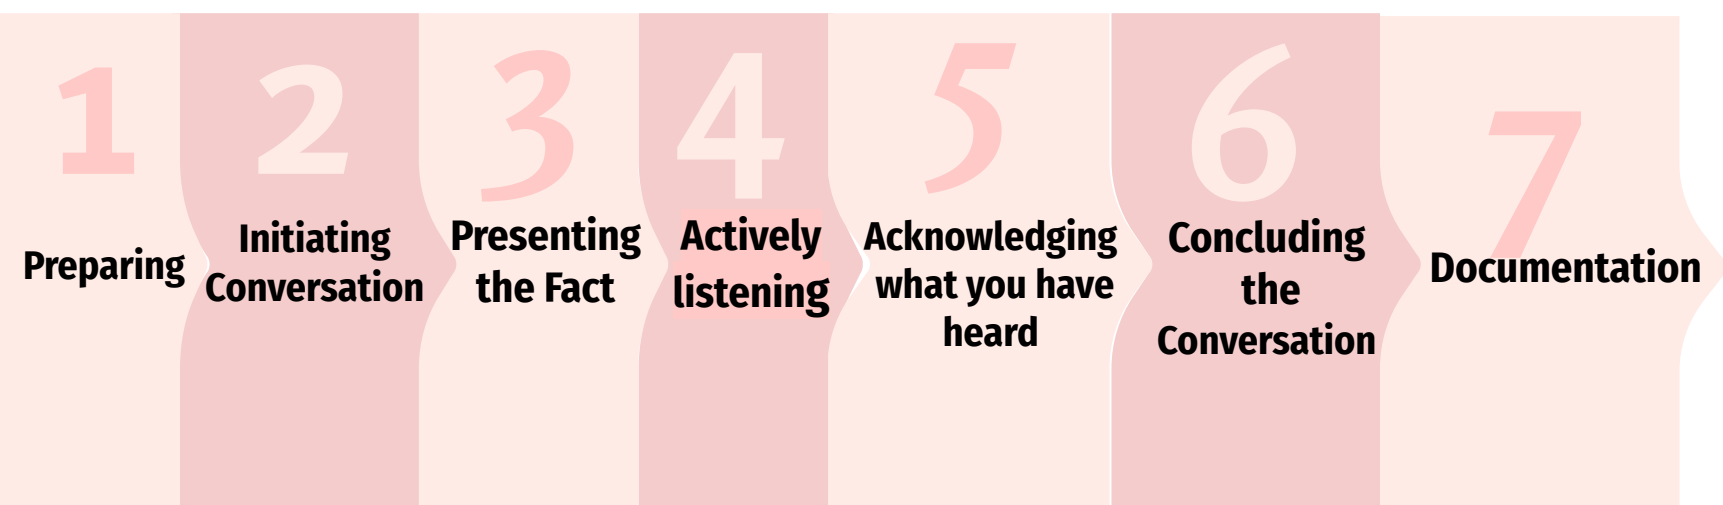 1
Preparing
2
Initiating
Conversation
3
Presenting
the Fact
4
Actively
listening
5
Acknowledging
what you have
heard
6
Concluding
the
Conversation
7
Documentation